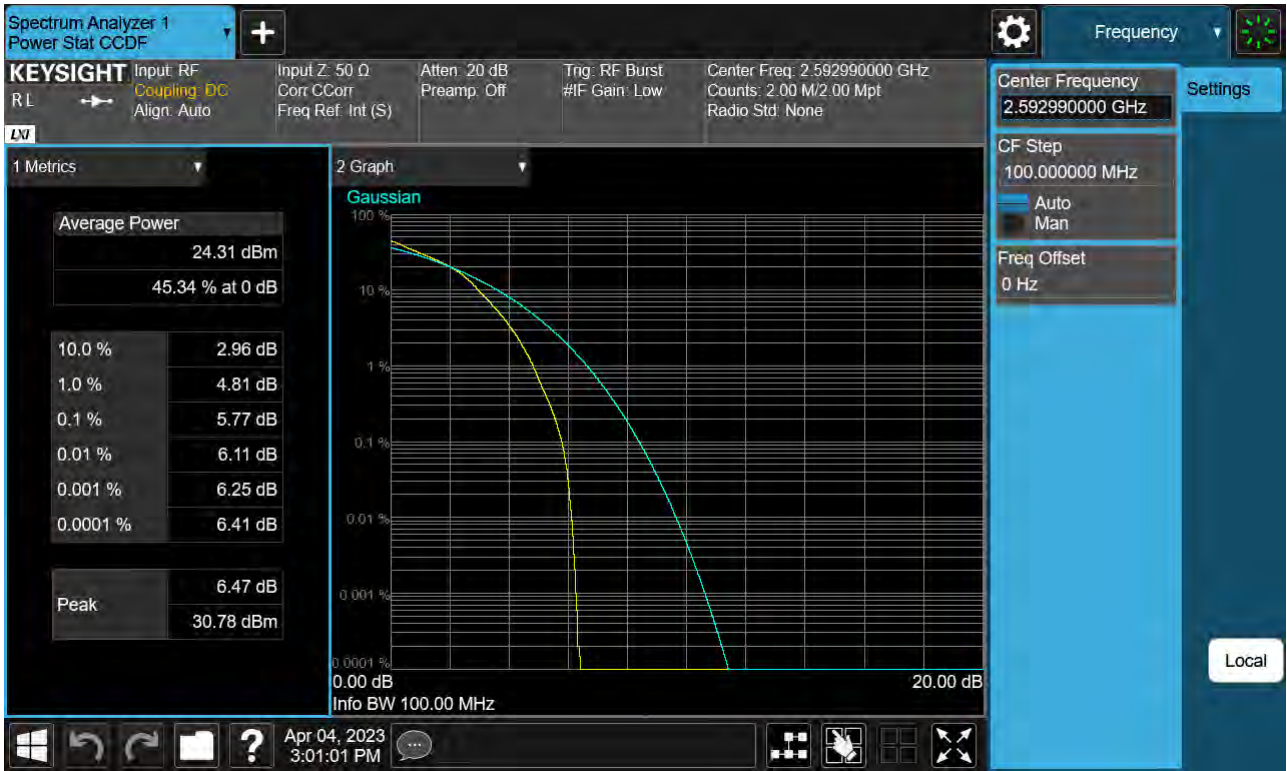 Spectrum Analyzer 1
Power Stat CCDF
Frequency
KEYSIGHT
R L
LXI
Input: RF
Coupling: DC
Align: Auto
Input Z: 50 Ω
Corr CCorr
Freq Ref: Int (S)
Atten: 20 dB
Preamp: Off
Trig: RF Burst
#IF Gain: Low
Center Freq: 2.592990000 GHz
Counts: 2.00 M/2.00 Mpt
Radio Std: None
Center Frequency
2.592990000 GHz
Settings
CF Step
100.000000 MHz
Auto
Man
Freq Offset
0 Hz
1 Metrics
Average Power
24.31 dBm
45.34 % at 0 dB
10.0 % 2.96 dB
1.0 % 4.81 dB
0.1 % 5.77 dB
0.01 % 6.11 dB
0.001 % 6.25 dB
0.0001 % 6.41 dB
Peak 6.47 dB
30.78 dBm
2 Graph
Gaussian
100 %
10 %
1 %
0.1 %
0.01 %
0.001 %
0.0001 %
0.00 dB 20.00 dB
Info BW 100.00 MHz
Local
?
Apr 04, 2023
3:01:01 PM